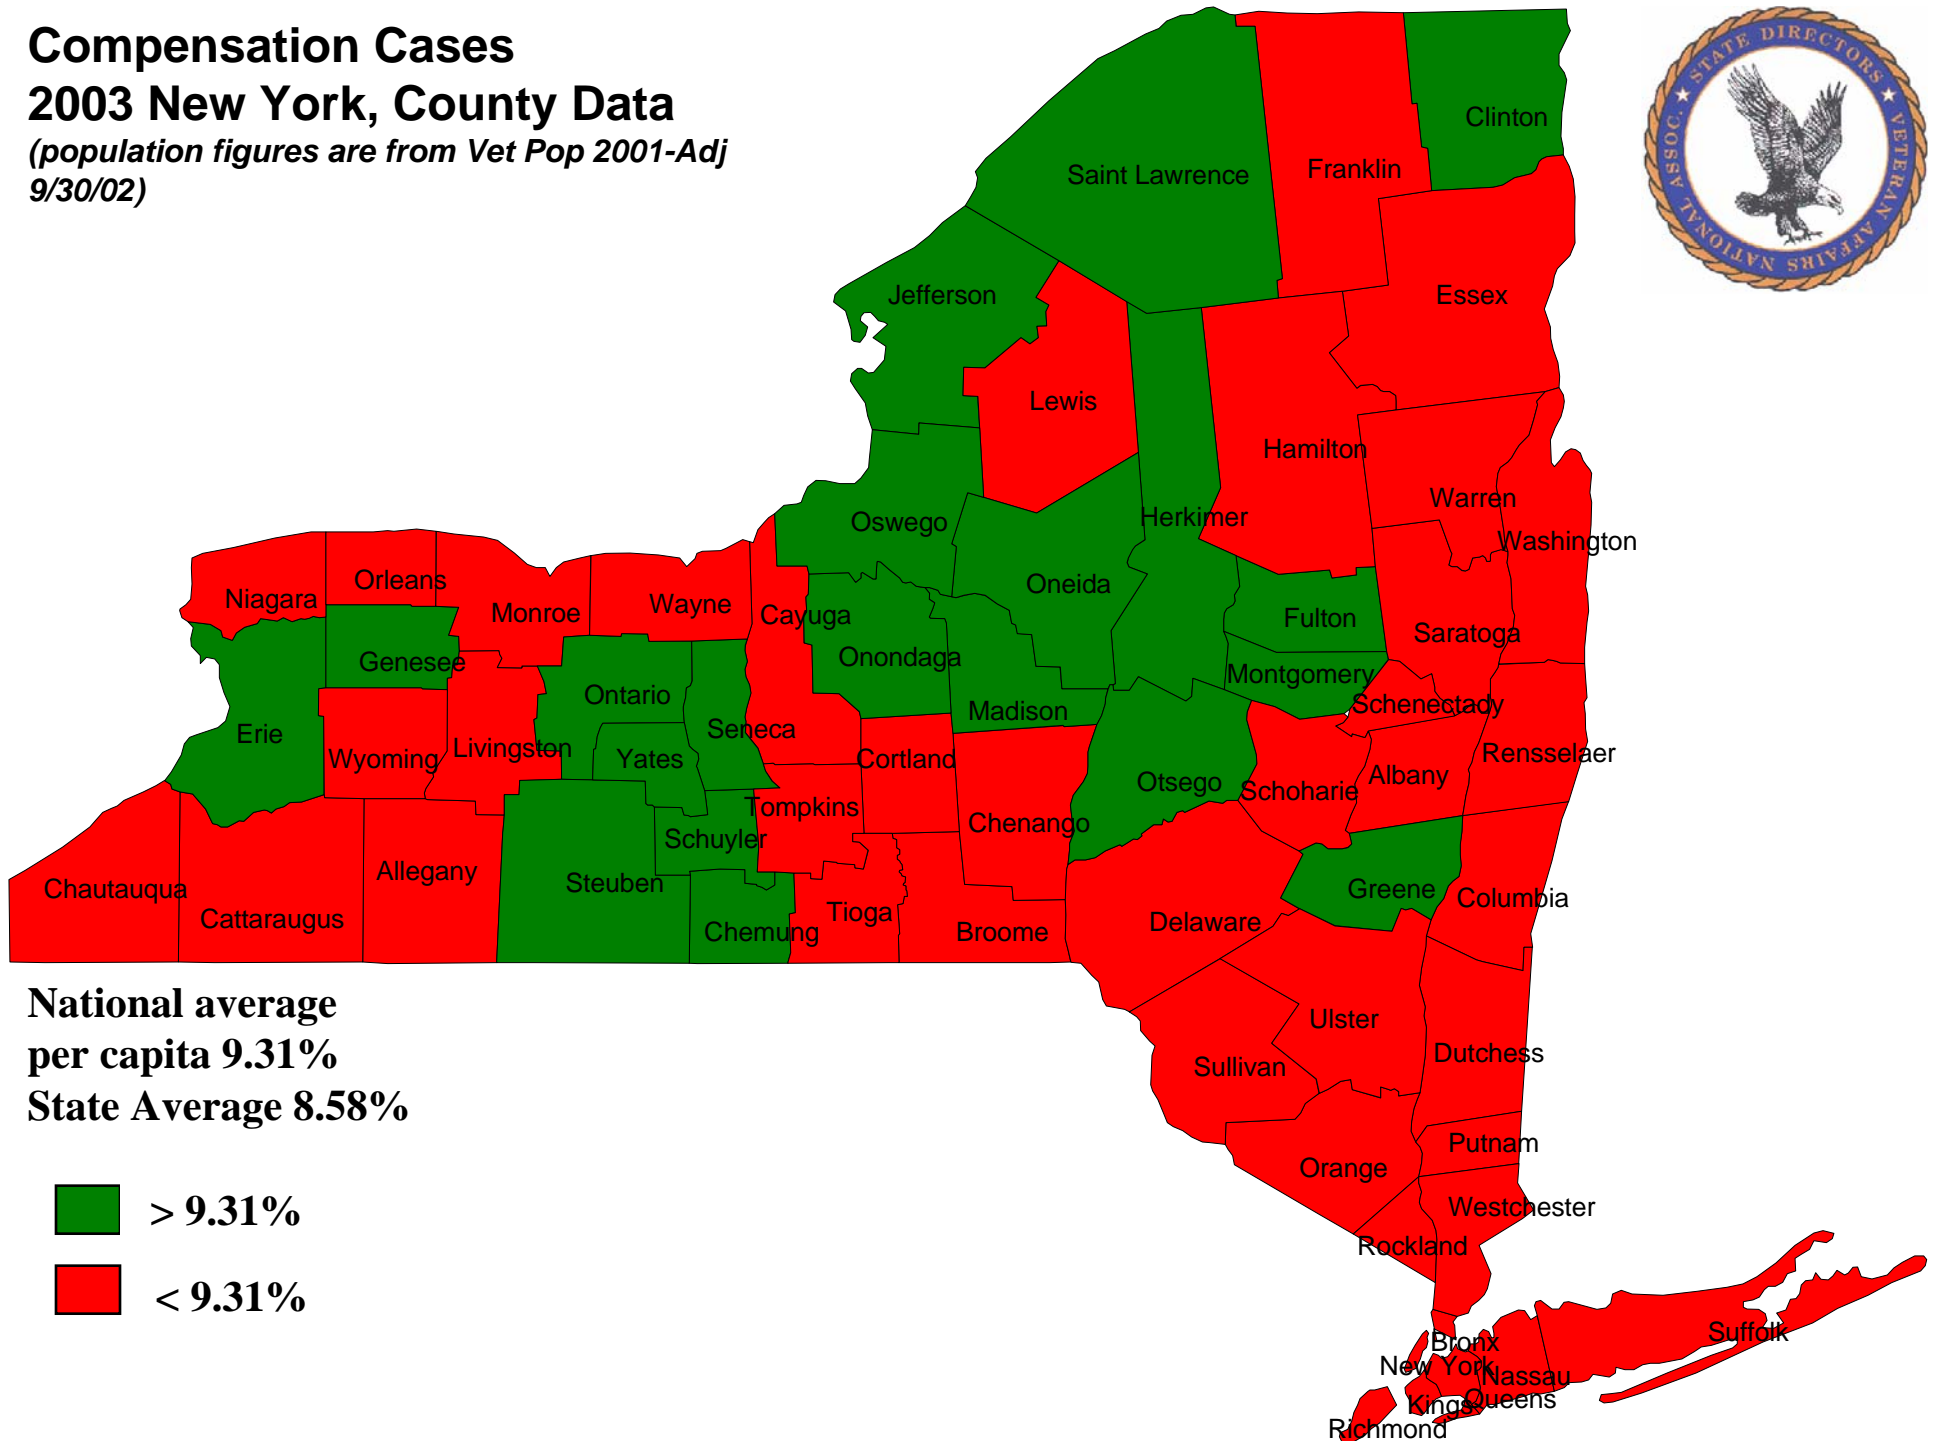 Compensation Cases
2003 New York, County Data
(population figures are from Vet Pop 2001-Adj
9/30/02)
NATIONAL ASSOC. STATE DIRECTORS VETERAN AFFAIRS
Clinton
Franklin
Saint Lawrence
Jefferson
Essex
Lewis
Hamilton
Warren
Herkimer
Oswego
Washington
Oneida
Orleans
Niagara
Wayne
Monroe
Cayuga
Fulton
Saratoga
Onondaga
Genesee
Montgomery
Ontario
Schenectady
Madison
Seneca
Erie
Livingston
Wyoming
Yates
Cortland
Rensselaer
Albany
Otsego
Schoharie
Tompkins
Chenango
Schuyler
Allegany
Steuben
Chautauqua
Greene
Columbia
Tioga
Cattaraugus
Delaware
Chemung
Broome
National average
per capita 9.31%
State Average 8.58%
Ulster
Dutchess
Sullivan
Putnam
Orange
Westchester
Rockland
> 9.31%
< 9.31%
Suffolk
Bronx
New York
Nassau
Queens
Kings
Richmond